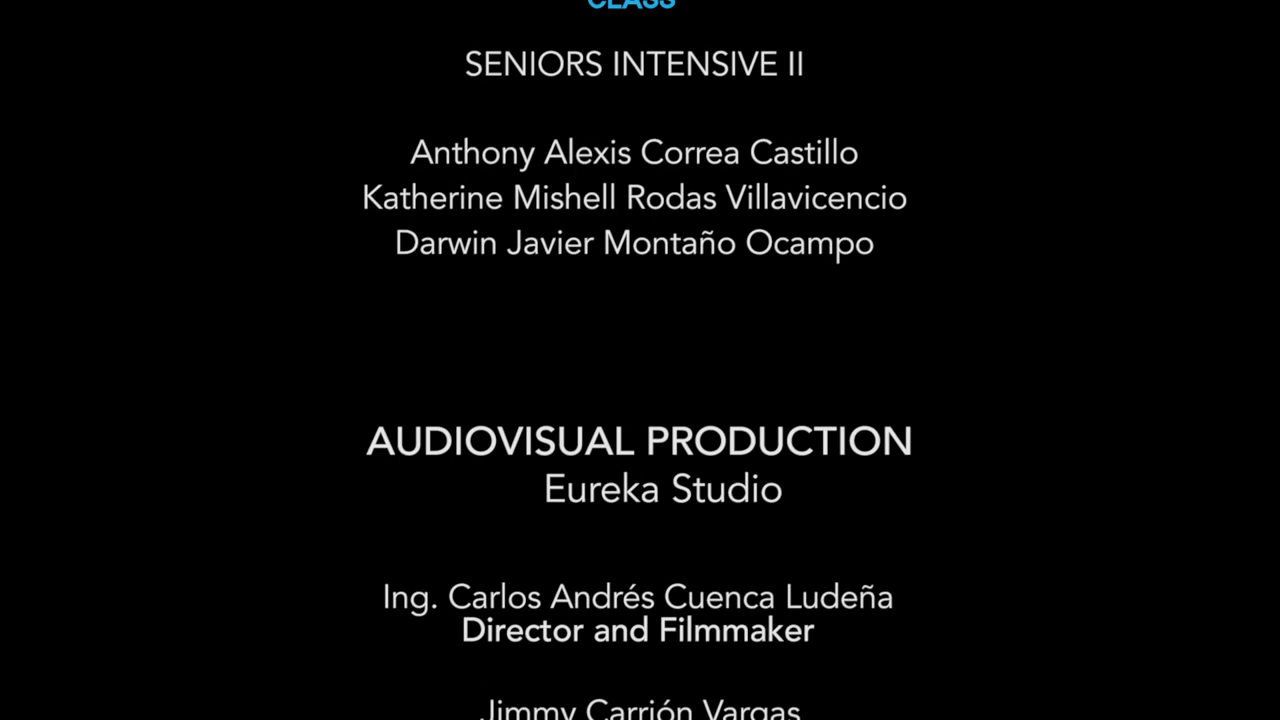 CLASS
SENIORS INTENSIVE II
Anthony Alexis Correa Castillo
Katherine Mishell Rodas Villavicencio
Darwin Javier Montaño Ocampo
AUDIOVISUAL PRODUCTION
Eureka Studio
Ing. Carlos Andrés Cuenca Ludeña
Director and Filmmaker
Jimmy Carrión Vargas